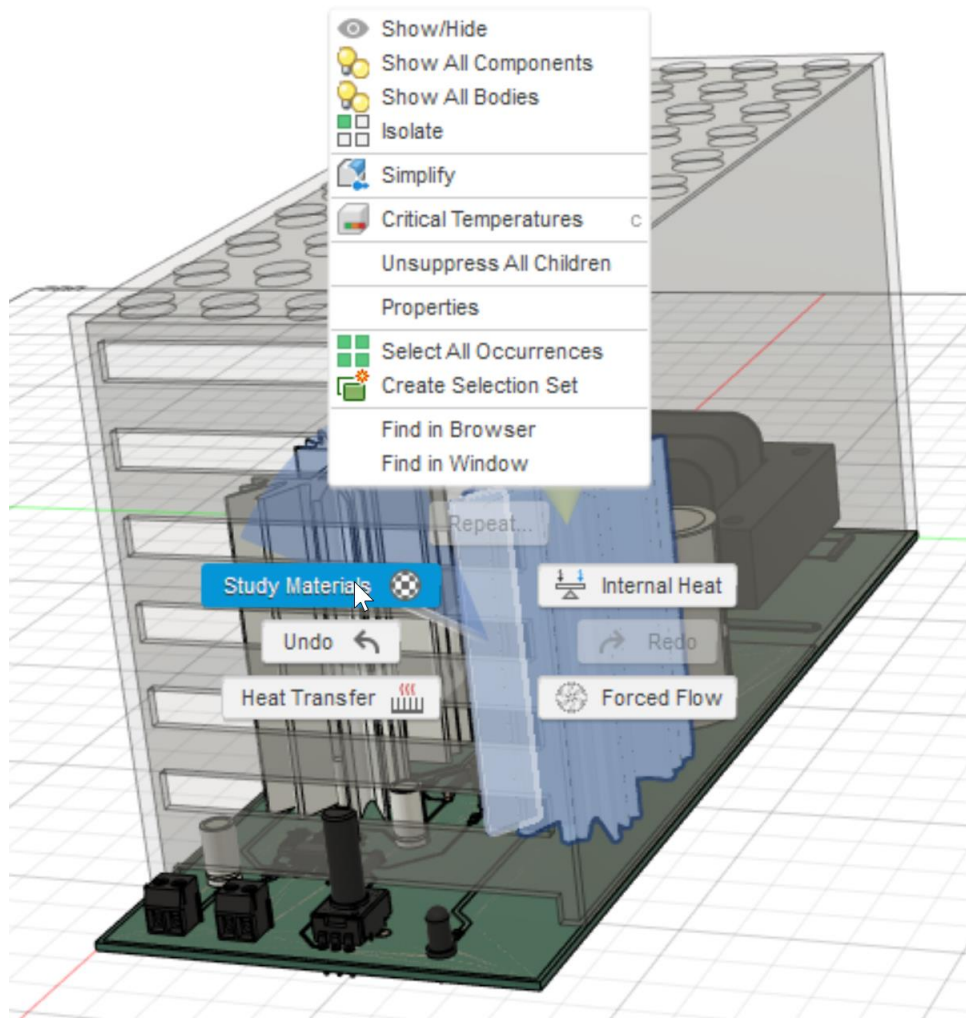 Show/Hide
Show All Components
Show All Bodies
Isolate
Simplify
Critical Temperatures c
Unsuppress All Children
Properties
Select All Occurrences
Create Selection Set
Find in Browser
Find in Window
Repeat...
Study Materials
Internal Heat
Undo
Redo
Heat Transfer
Forced Flow